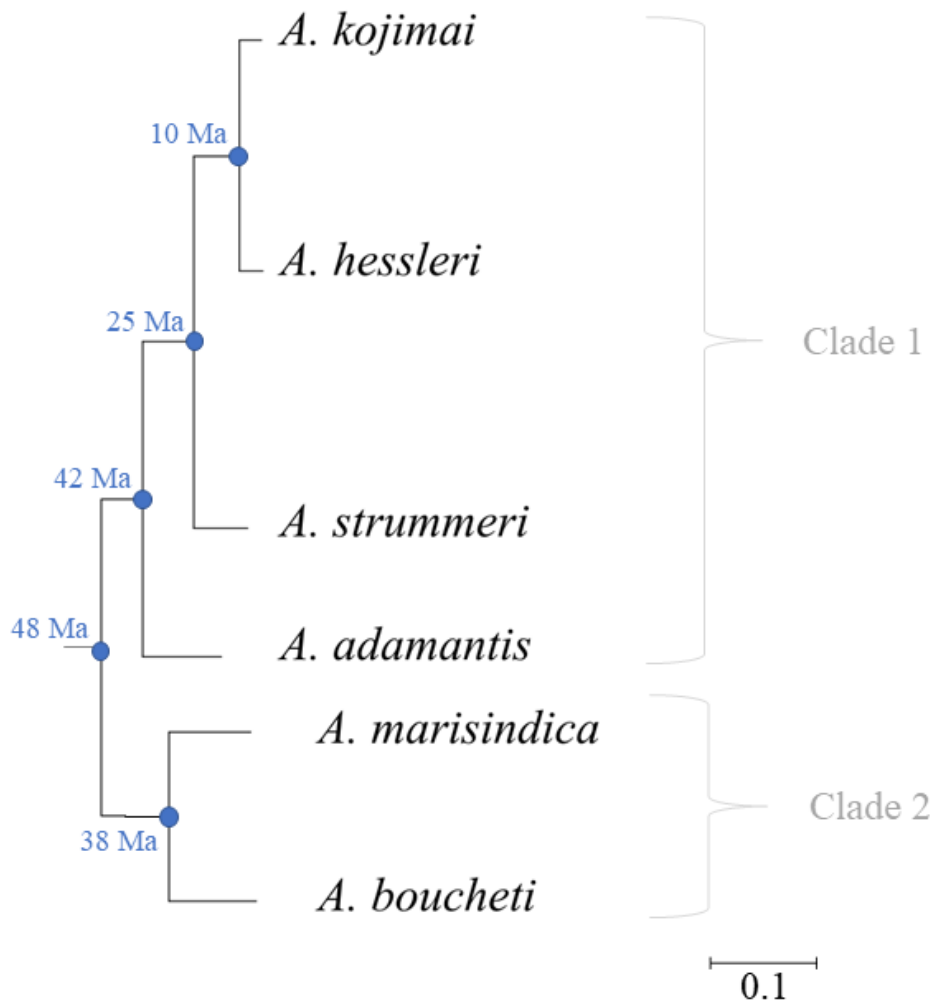 A. kojimai
10 Ma
A. hessleri
25 Ma
Clade 1
42 Ma
A. strummeri
48 Ma
A. adamantis
A. marisindica
Clade 2
38 Ma
A. boucheti
0.1